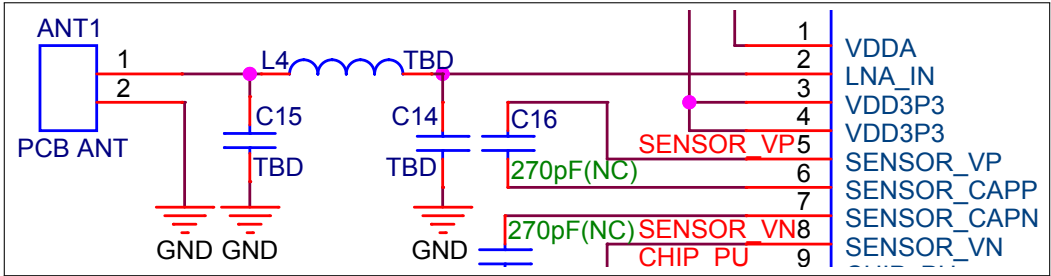 ANT1
1
2
PCB ANT
L4
TBD
C15
TBD
C14
TBD
C16
270pF(NC)
270pF(NC)
GND
GND
GND
SENSOR_VP
SENSOR_VN
CHIP_PU
1
VDDA
2
LNA_IN
3
VDD3P3
4
VDD3P3
5
SENSOR_VP
6
SENSOR_CAPP
7
SENSOR_CAPN
8
SENSOR_VN
9
CHIP_PU